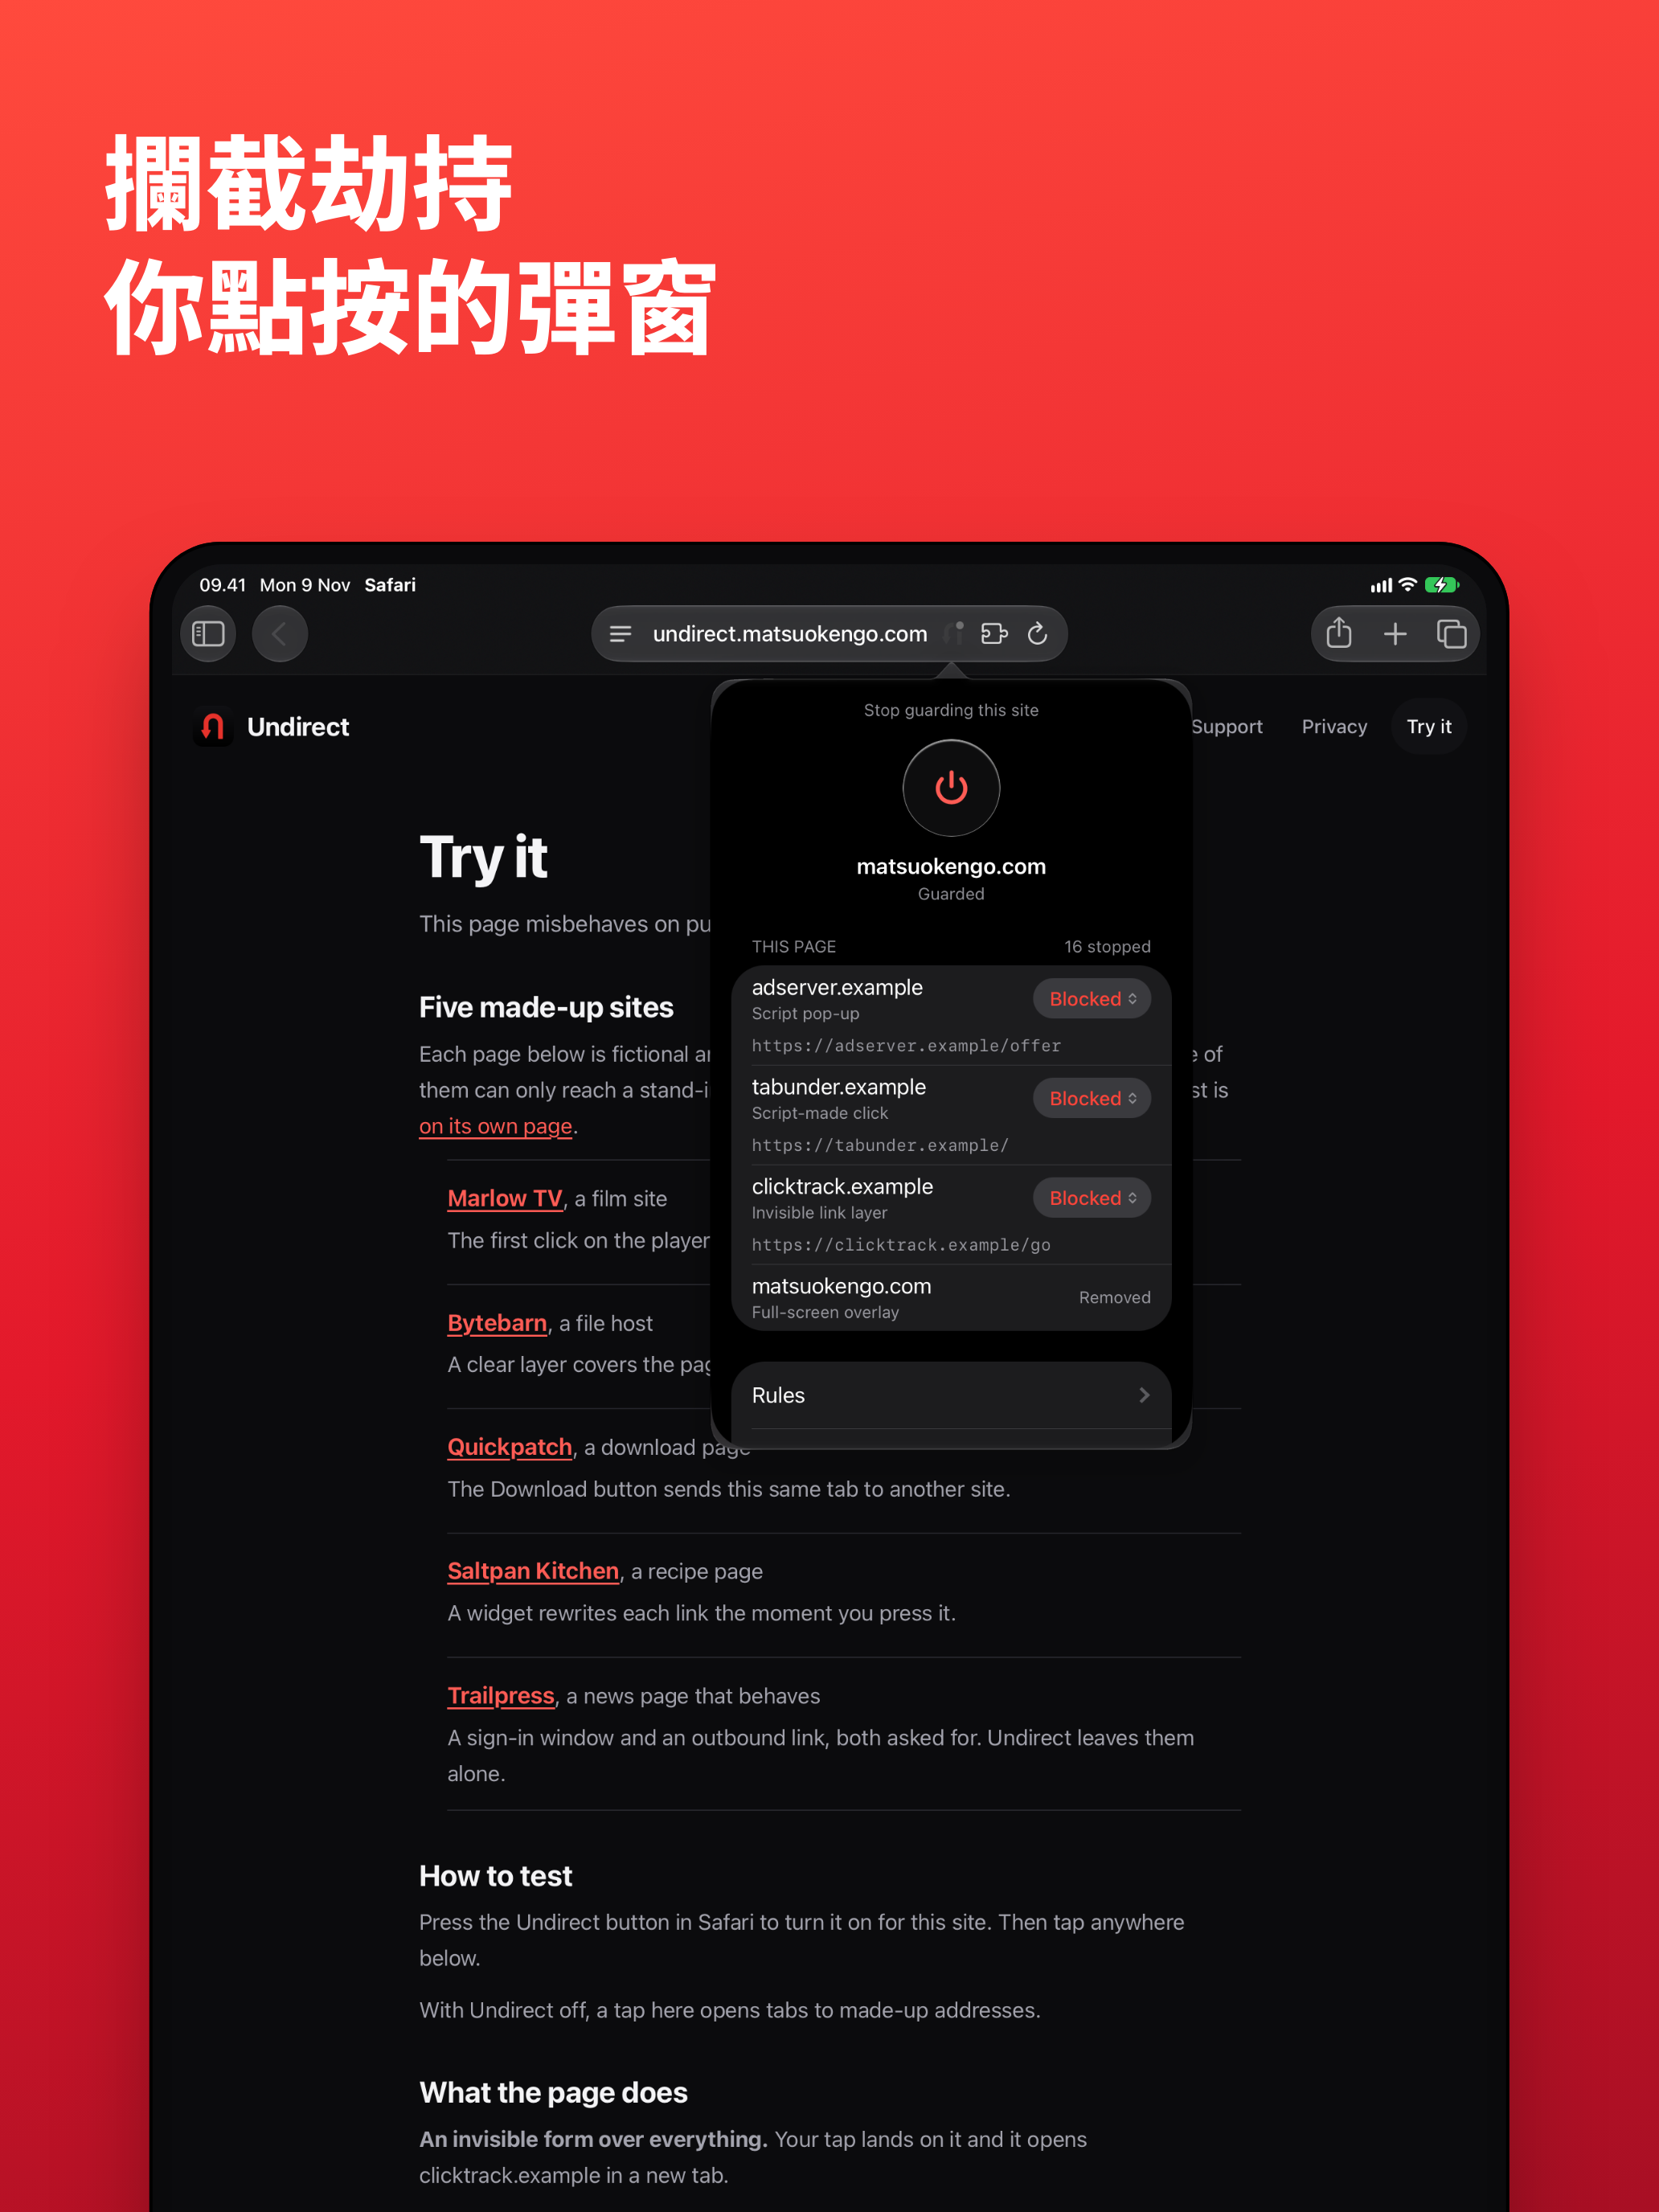 攔截劫持
你點按的彈窗
09.41 Mon 9 Nov Safari
undirect.matsuokengo.com
Undirect
Support Privacy Try it
Stop guarding this site
matsuokengo.com
Guarded
THIS PAGE 16 stopped
adserver.example
Script pop-up
Blocked
https://adserver.example/offer
tabunder.example
Script-made click
Blocked
https://tabunder.example/
clicktrack.example
Invisible link layer
Blocked
https://clicktrack.example/go
matsuokengo.com
Full-screen overlay
Removed
Rules
Try it
This page misbehaves on
Five made-up sites
Each page below is fictional of
them can only reach a is
on its own page.
Marlow TV, a film site
The first click on the player
Bytebarn, a file host
A clear layer covers the
Quickpatch, a download page
The Download button sends this same tab to another site.
Saltpan Kitchen, a recipe page
A widget rewrites each link the moment you press it.
Trailpress, a news page that behaves
A sign-in window and an outbound link, both asked for. Undirect leaves them
alone.
How to test
Press the Undirect button in Safari to turn it on for this site. Then tap anywhere
below.
With Undirect off, a tap here opens tabs to made-up addresses.
What the page does
An invisible form over everything. Your tap lands on it and it opens
clicktrack.example in a new tab.